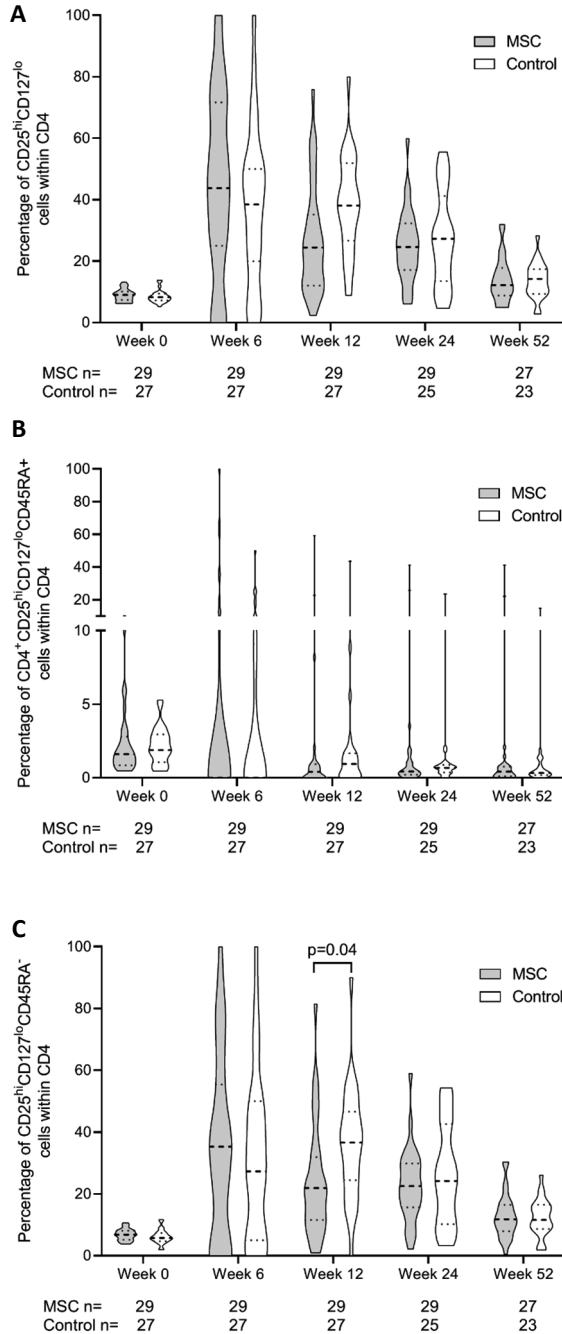 A
Percentage of CD25hiCD127lo
cells within CD4
100
80
60
40
20
0
MSC
Control
Week 0 Week 6 Week 12 Week 24 Week 52
MSC n= 29 29 29 29 27
Control n= 27 27 27 25 23
B
Percentage of CD4+CD25hiCD127loCD45RA+
cells within CD4
100
80
60
40
20
10
5
0
MSC
Control
Week 0 Week 6 Week 12 Week 24 Week 52
MSC n= 29 29 29 29 27
Control n= 27 27 27 25 23
C
Percentage of CD25hiCD127loCD45RA-
cells within CD4
100
80
60
40
20
0
p=0.04
MSC
Control
Week 0 Week 6 Week 12 Week 24 Week 52
MSC n= 29 29 29 29 27
Control n= 27 27 27 25 23